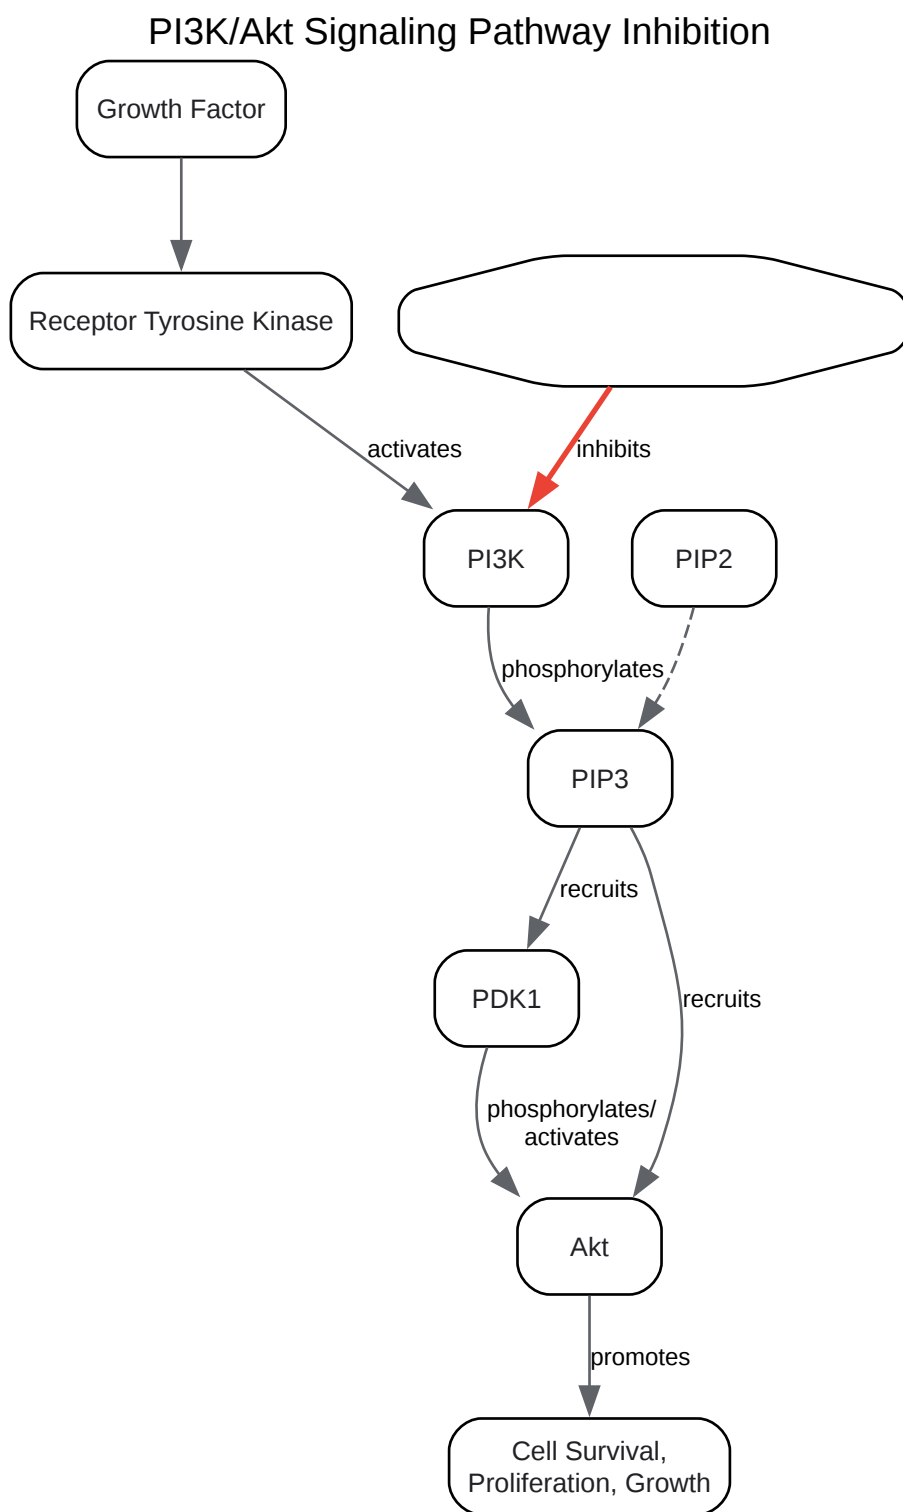 PI3K/Akt Signaling Pathway Inhibition
Growth Factor
Receptor Tyrosine Kinase
activates
inhibits
PI3K
PIP2
phosphorylates
PIP3
recruits
PDK1
recruits
phosphorylates/
activates
Akt
promotes
Cell Survival,
Proliferation, Growth